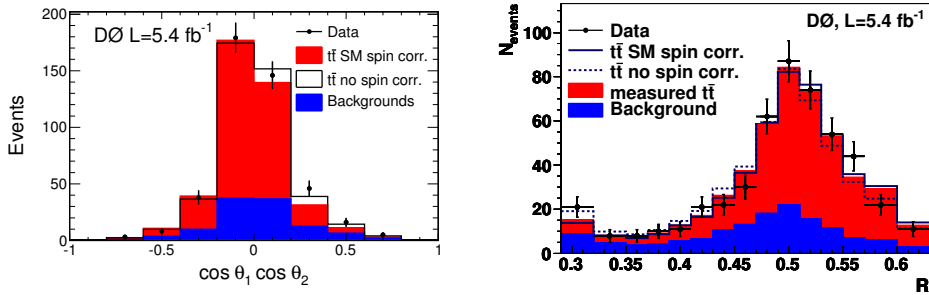 DØ L=5.4 fb⁻¹
Data
tt̄ SM spin corr.
tt̄ no spin corr.
Backgrounds
Events
200
150
100
50
0
-1 -0.5 0 0.5 1
cos θ₁ cos θ₂
DØ, L=5.4 fb⁻¹
Data
tt̄ SM spin corr.
tt̄ no spin corr.
measured tt̄
Background
N_events
100
80
60
40
20
0
0.3 0.35 0.4 0.45 0.5 0.55 0.6
R